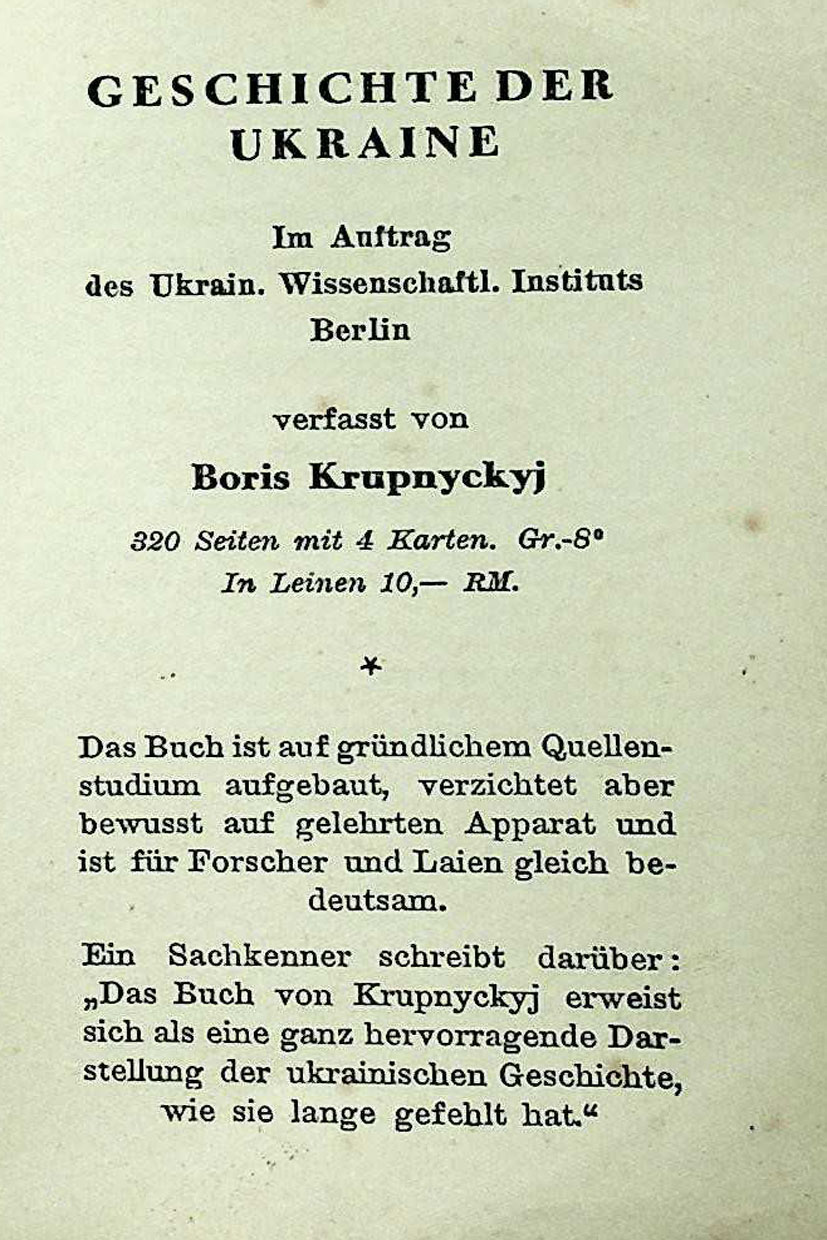 GESCHICHTE DER
UKRAINE
Im Auftrag
des Ukrain. Wissenschaftl. Instituts
Berlin
verfasst von
Boris Krupnyckyj
320 Seiten mit 4 Karten. Gr.-8°
In Leinen 10,— RM.
*
Das Buch ist auf gründlichem Quellen-
studium aufgebaut, verzichtet aber
bewusst auf gelehrten Apparat und
ist für Forscher und Laien gleich be-
deutsam.
Ein Sachkenner schreibt darüber:
„Das Buch von Krupnyckyj erweist
sich als eine ganz hervorragende Dar-
stellung der ukrainischen Geschichte,
wie sie lange gefehlt hat.“